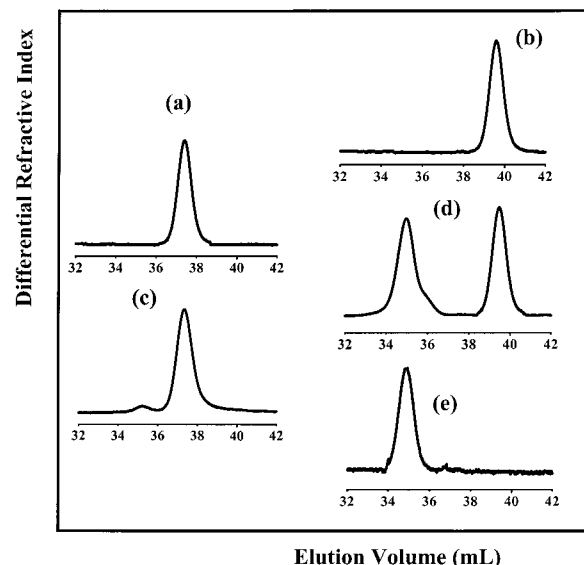 Differential Refractive Index
(a)
32 34 36 38 40 42
(b)
32 34 36 38 40 42
(c)
32 34 36 38 40 42
(d)
32 34 36 38 40 42
(e)
32 34 36 38 40 42
Elution Volume (mL)